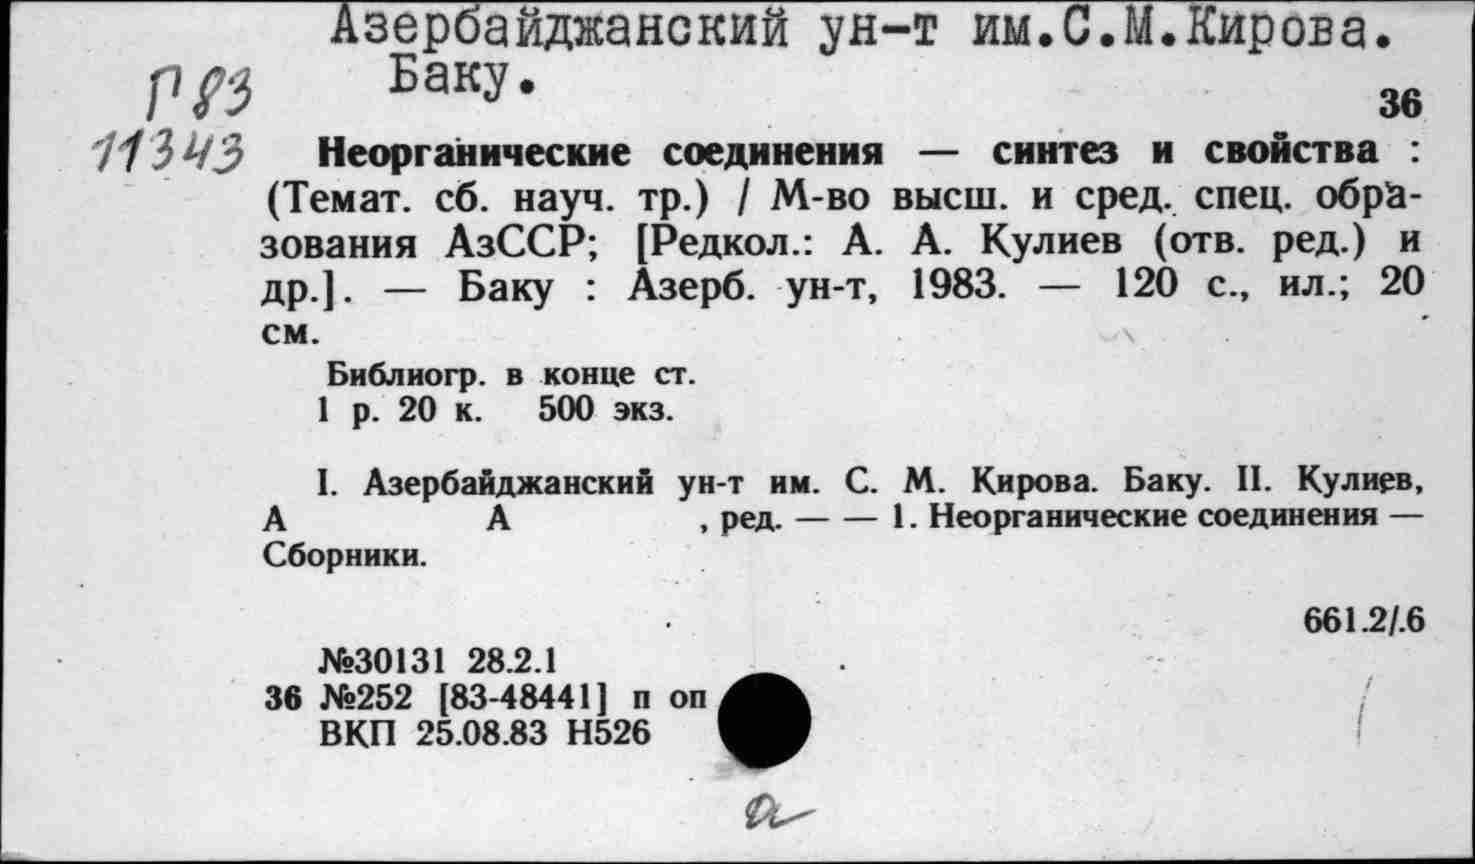 Азербайджанский ун-т им.С.М.Кирова.
Баку.
Р83
36
11343
Неорганические соединения — синтез и свойства :
(Темат. сб. науч. тр.) / М-во высш. и сред. спец. обра-
зования АзССР; [Редкол.: А. А. Кулиев (отв. ред.) и
др.]. — Баку : Азерб. ун-т, 1983. — 120 с., ил.; 20
см.
Библиогр. в конце ст.
1 р. 20 к. 500 экз.
I. Азербайджанский ун-т им. С. М. Кирова. Баку. II. Кулиев,
А А , ред. — — 1. Неорганические соединения —
Сборники.
661.2/.6
№30131 28.2.1
36 №252 [83-48441] п оп
ВКП 25.08.83 Н526